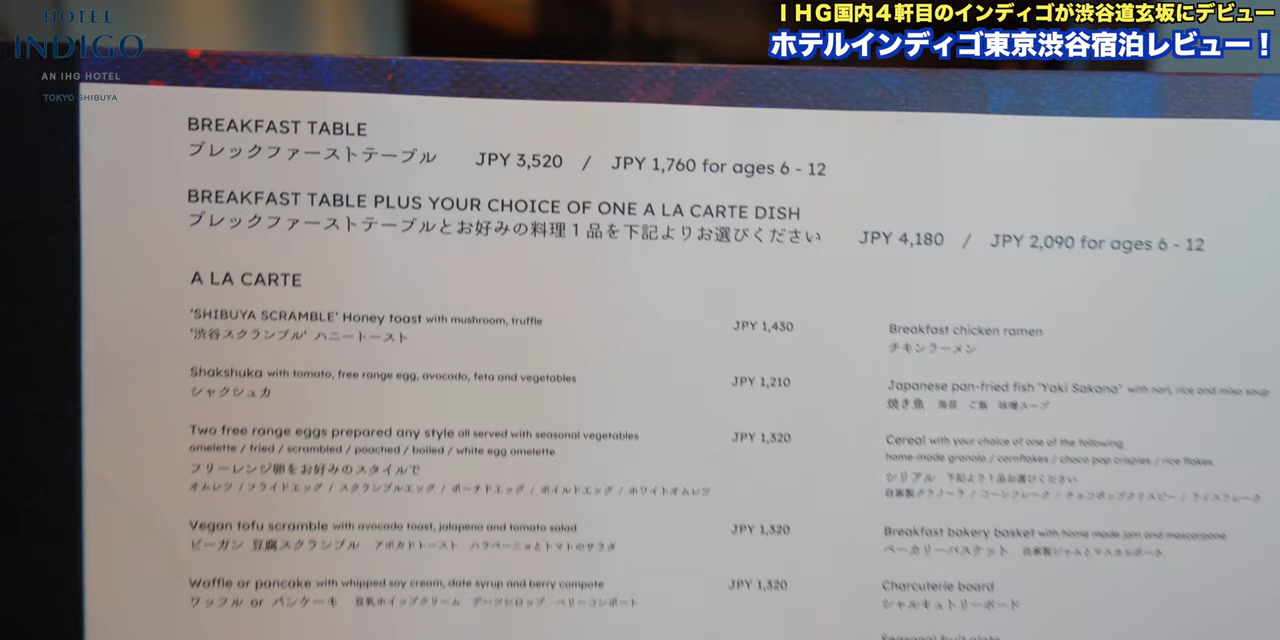 HOTEL
INDIGO
AN IHG HOTEL
TOKYO SHIBUYA
IHG国内4軒目のインディゴが渋谷道玄坂にデビュー
ホテルインディゴ東京渋谷宿泊レビュー!
BREAKFAST TABLE
ブレックファーストテーブル JPY 3,520 / JPY 1,760 for ages 6 - 12
BREAKFAST TABLE PLUS YOUR CHOICE OF ONE A LA CARTE DISH
ブレックファーストテーブルとお好みの料理1品を下記よりお選びください JPY 4,180 / JPY 2,090 for ages 6 - 12
A LA CARTE
'SHIBUYA SCRAMBLE' Honey toast with mushroom, truffle JPY 1,430
'渋谷スクランブル' ハニートースト
Shakshuka with tomato, free range egg, avocado, feta and vegetables JPY 1,210
シャクシュカ
Two free range eggs prepared any style all served with seasonal vegetables JPY 1,320
omelette / fried / scrambled / poached / boiled / white egg omelette
フリーレンジ卵をお好みのスタイルで
オムレツ / フライドエッグ / スクランブルエッグ / ポーチドエッグ / ボイルドエッグ / ホワイトオムレツ
Vegan tofu scramble with avocado toast, jalapeno and tomato salad JPY 1,320
ビーガン 豆腐スクランブル アボカドトースト ハラペーニョとトマトのサラダ
Waffle or pancake with whipped soy cream, date syrup and berry compote JPY 1,320
ワッフル or パンケーキ 豆乳ホイップクリーム デーツシロップ ベリーコンポート
Breakfast chicken ramen
チキンラーメン
Japanese pan-fried fish 'Yaki Sakana' with nori, rice and miso soup
焼き魚 海苔 ご飯 味噌スープ
Cereal with your choice of one of the following
home-made granola / cornflakes / choco pop crispies / rice flakes
シリアル 下記より1品お選びください
自家製グラノーラ / コーンフレーク / チョコポップクリスピー / ライスフレーク
Breakfast bakery basket with home made jam and mascarpone
ベーカリーバスケット 自家製ジャムとマスカルポーネ
Charcuterie board
シャルキュトリーボード
Seasonal fruit plate